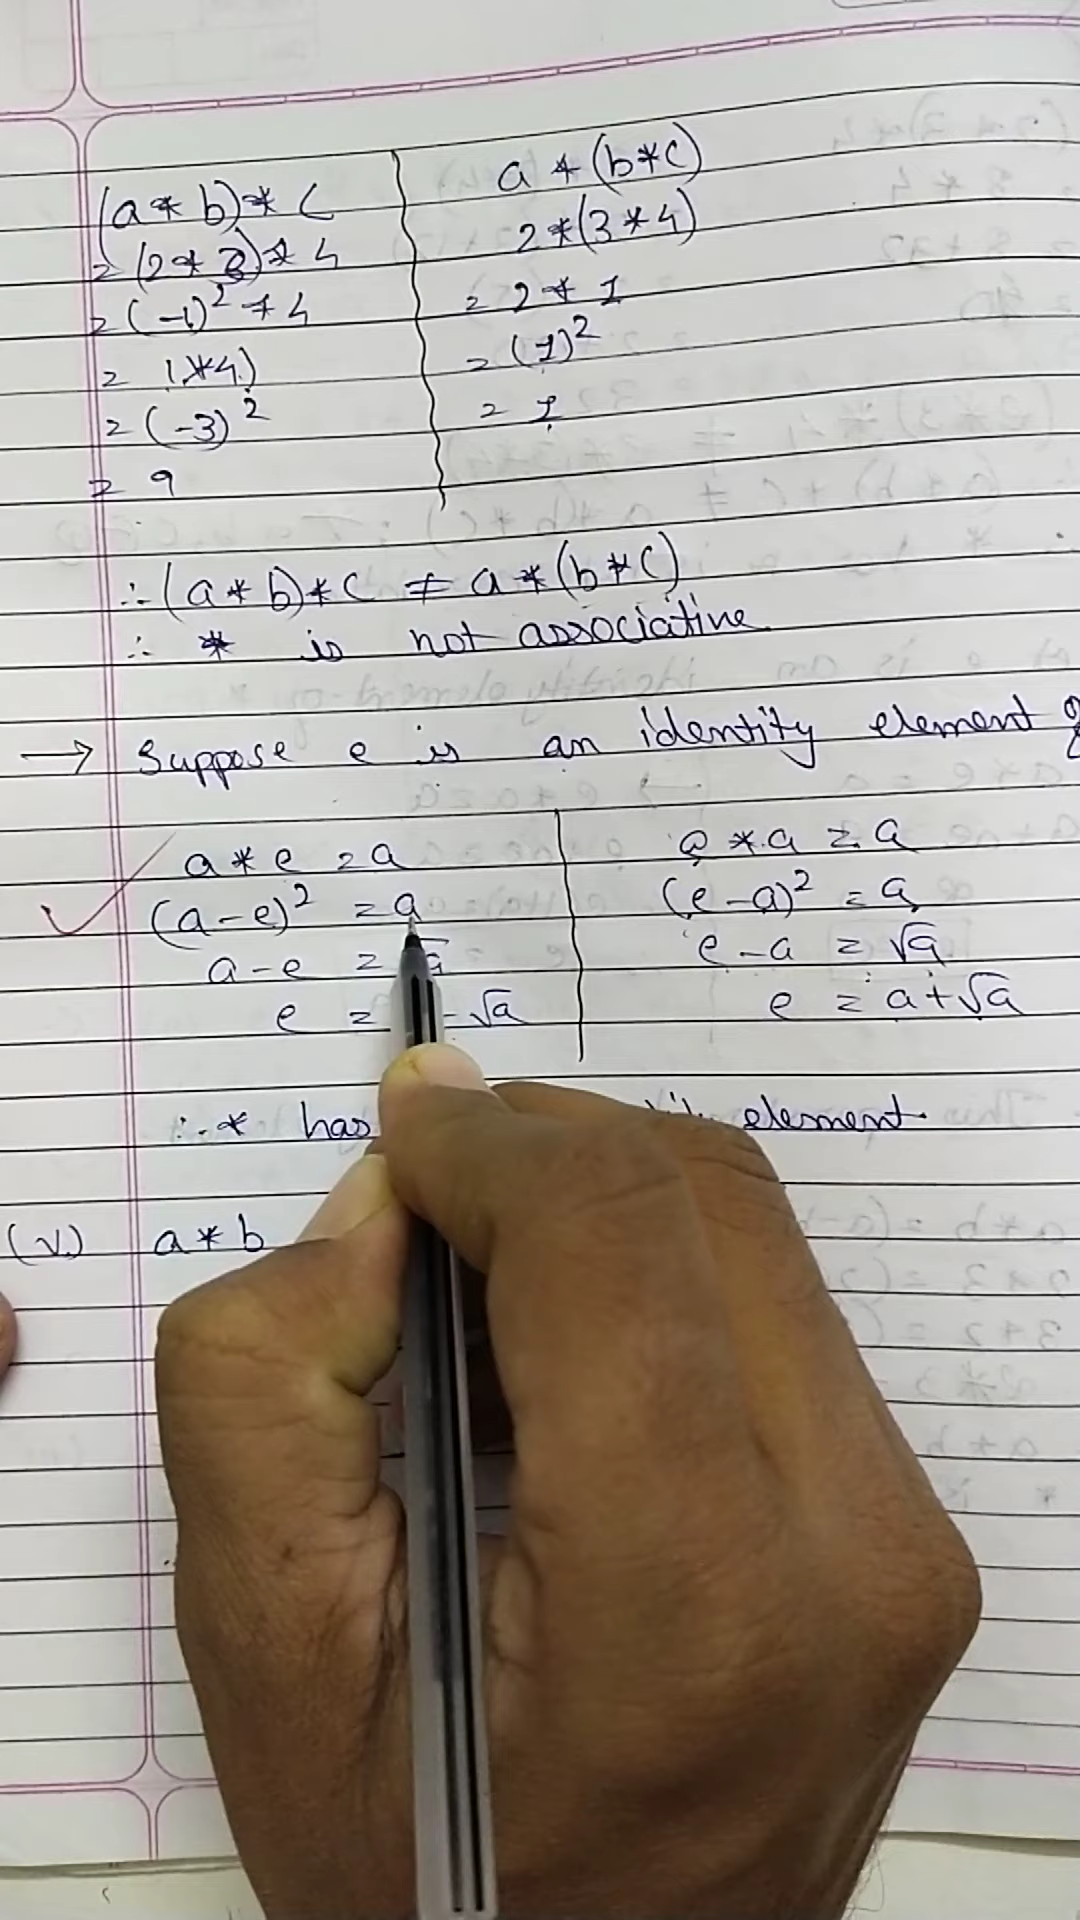 (a * b) * c
= (2 * 3) * 4
= (-1)² * 4
= 1 * 4)
= (-3)²
= 9
a * (b * c)
2 * (3 * 4)
= 2 * 1
= (1)²
= 1
∴ (a * b) * c ≠ a * (b * c)
∴ * is not associative
→ Suppose e is an identity element of
a * e = a
(a - e)² = a
a - e = √a
e = - √a
e * a = a
(e - a)² = a
e - a = √a
e = a + √a
∴ * has element.
(v) a * b